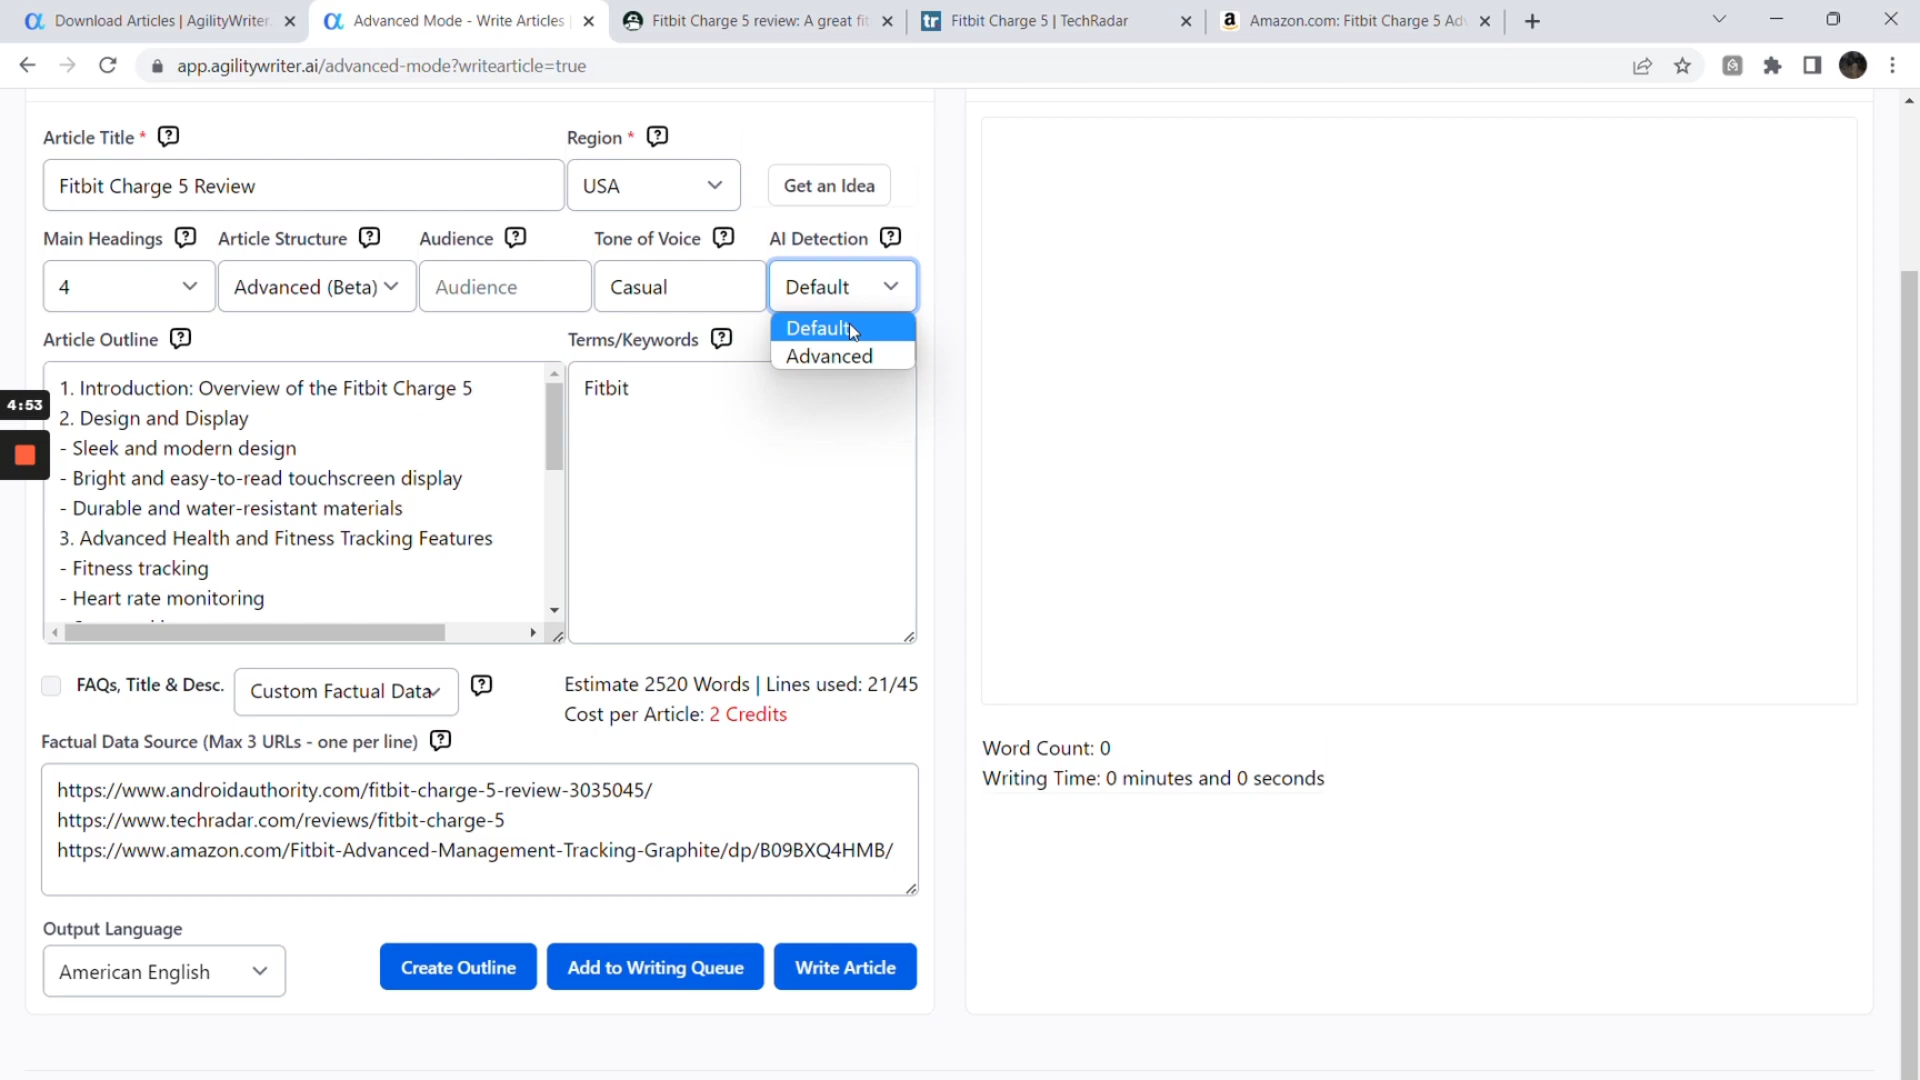 Download Articles | AgilityWriter.
Advanced Mode - Write Articles |
Fitbit Charge 5 review: A great fit
tr Fitbit Charge 5 | TechRadar
a Amazon.com: Fitbit Charge 5 Adv
app.agilitywriter.ai/advanced-mode?writearticle=true
Article Title *
Region *
Fitbit Charge 5 Review
USA
Get an Idea
Main Headings
Article Structure
Audience
Tone of Voice
AI Detection
4
Advanced (Beta)
Audience
Casual
Default
Default
Advanced
Article Outline
Terms/Keywords
1. Introduction: Overview of the Fitbit Charge 5
2. Design and Display
- Sleek and modern design
- Bright and easy-to-read touchscreen display
- Durable and water-resistant materials
3. Advanced Health and Fitness Tracking Features
- Fitness tracking
- Heart rate monitoring
Fitbit
4:53
FAQs, Title & Desc.
Custom Factual Data
Estimate 2520 Words | Lines used: 21/45
Cost per Article: 2 Credits
Factual Data Source (Max 3 URLs - one per line)
https://www.androidauthority.com/fitbit-charge-5-review-3035045/
https://www.techradar.com/reviews/fitbit-charge-5
https://www.amazon.com/Fitbit-Advanced-Management-Tracking-Graphite/dp/B09BXQ4HMB/
Output Language
American English
Create Outline
Add to Writing Queue
Write Article
Word Count: 0
Writing Time: 0 minutes and 0 seconds